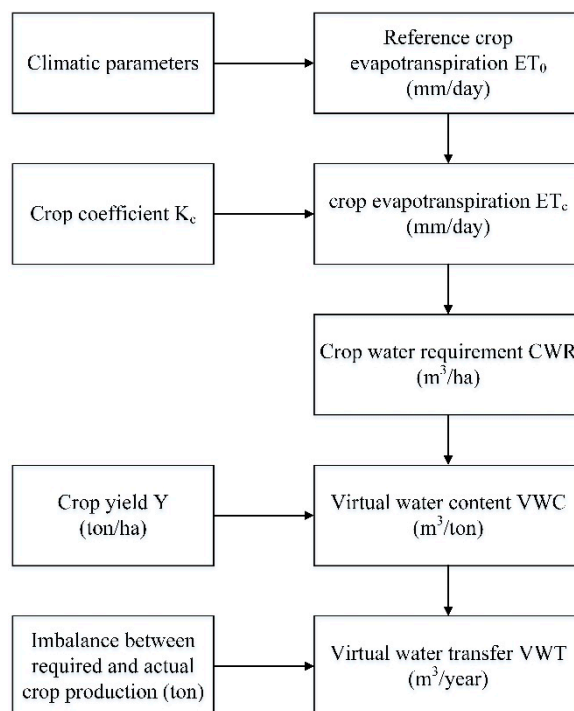 Climatic parameters
Reference crop
evapotranspiration ET₀
(mm/day)
Crop coefficient K꜀
crop evapotranspiration ET꜀
(mm/day)
Crop water requirement CWR
(m³/ha)
Crop yield Y
(ton/ha)
Virtual water content VWC
(m³/ton)
Imbalance between
required and actual
crop production (ton)
Virtual water transfer VWT
(m³/year)